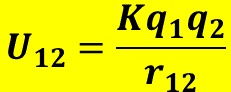 U₁₂ = Kq₁q₂ / r₁₂